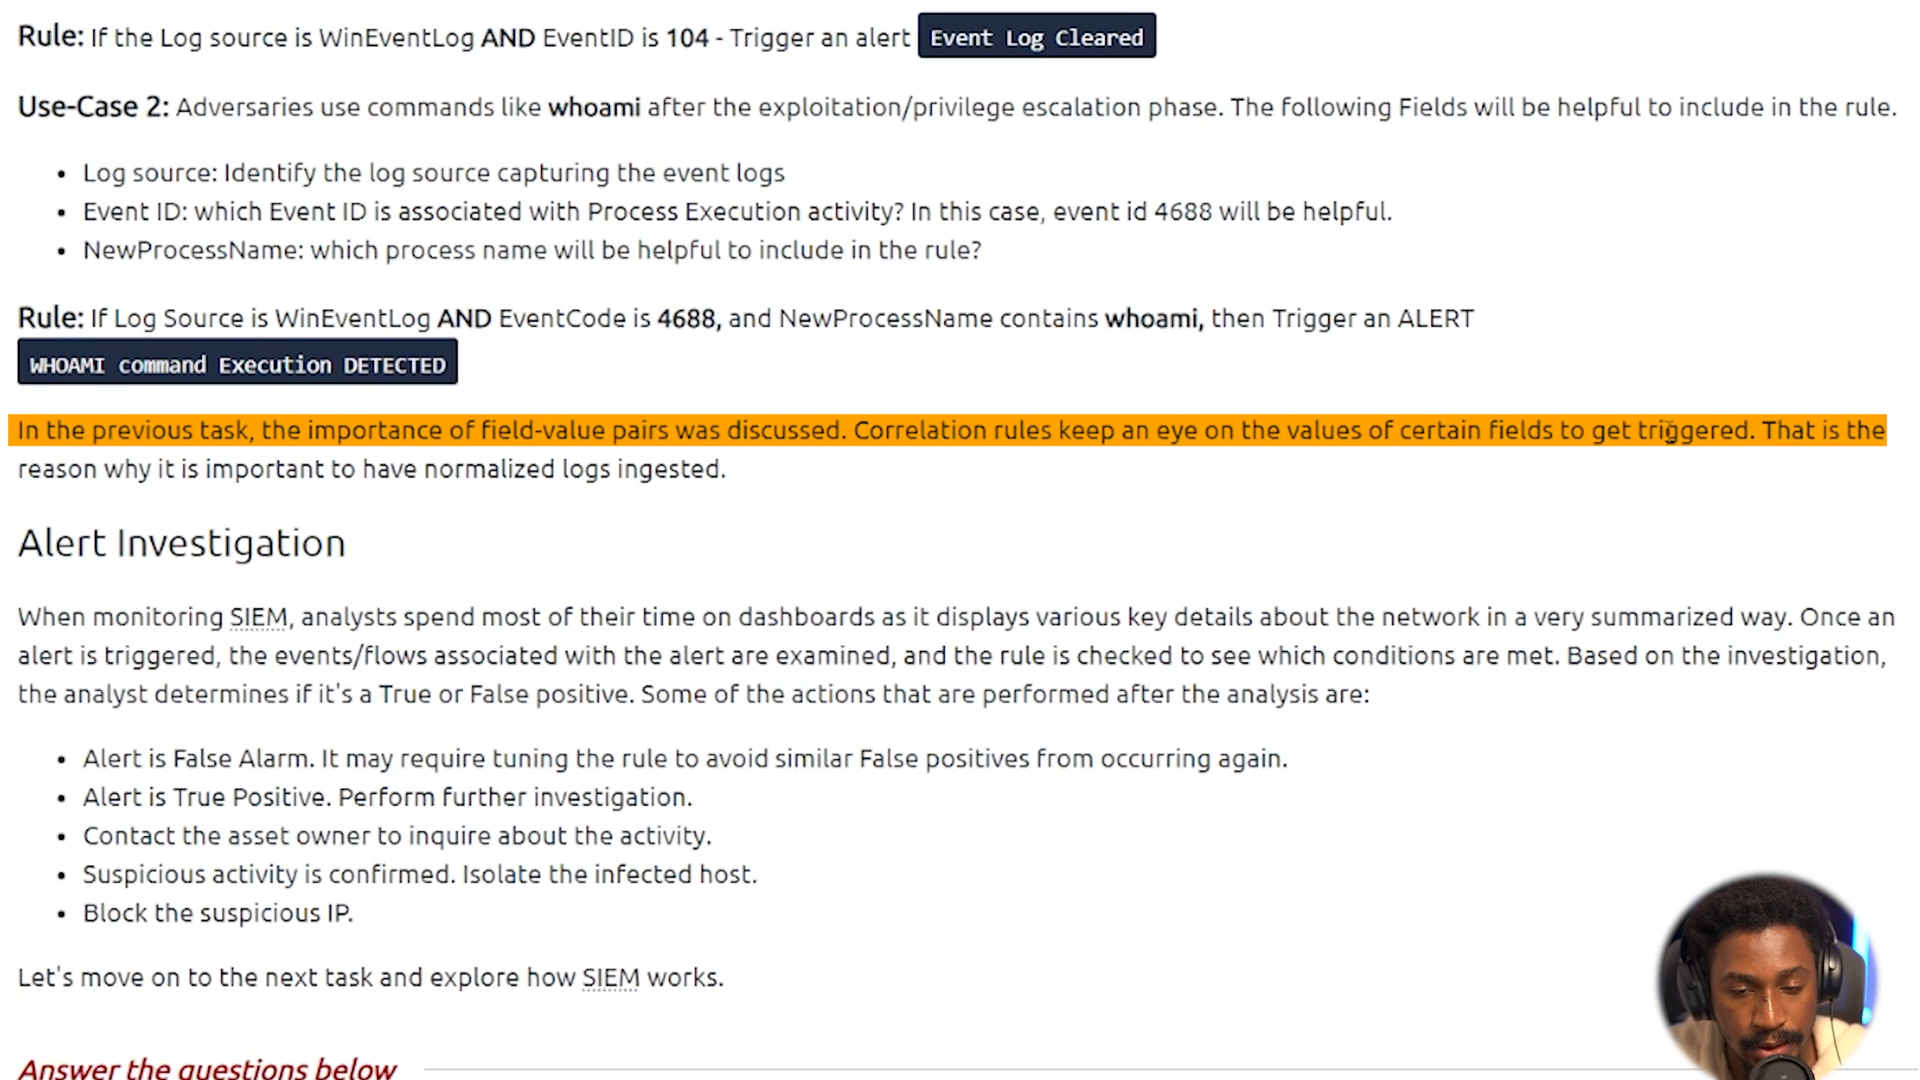 Rule: If the Log source is WinEventLog AND EventID is 104 - Trigger an alert Event Log Cleared
Use-Case 2: Adversaries use commands like whoami after the exploitation/privilege escalation phase. The following Fields will be helpful to include in the rule.
• Log source: Identify the log source capturing the event logs
• Event ID: which Event ID is associated with Process Execution activity? In this case, event id 4688 will be helpful.
• NewProcessName: which process name will be helpful to include in the rule?
Rule: If Log Source is WinEventLog AND EventCode is 4688, and NewProcessName contains whoami, then Trigger an ALERT
WHOAMI command Execution DETECTED
In the previous task, the importance of field-value pairs was discussed. Correlation rules keep an eye on the values of certain fields to get triggered. That is the
reason why it is important to have normalized logs ingested.
Alert Investigation
When monitoring SIEM, analysts spend most of their time on dashboards as it displays various key details about the network in a very summarized way. Once an
alert is triggered, the events/flows associated with the alert are examined, and the rule is checked to see which conditions are met. Based on the investigation,
the analyst determines if it's a True or False positive. Some of the actions that are performed after the analysis are:
• Alert is False Alarm. It may require tuning the rule to avoid similar False positives from occurring again.
• Alert is True Positive. Perform further investigation.
• Contact the asset owner to inquire about the activity.
• Suspicious activity is confirmed. Isolate the infected host.
• Block the suspicious IP.
Let's move on to the next task and explore how SIEM works.
Answer the questions below